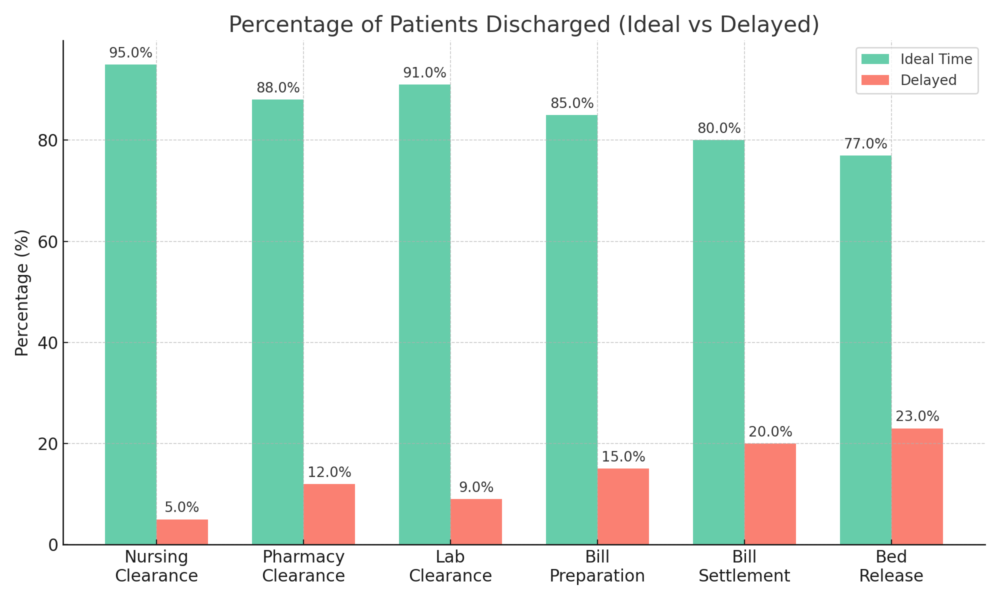 Percentage of Patients Discharged (Ideal vs Delayed)
Percentage (%)
80
60
40
20
0
95.0%
5.0%
88.0%
12.0%
91.0%
9.0%
85.0%
15.0%
80.0%
20.0%
77.0%
23.0%
Ideal Time
Delayed
Nursing
Clearance
Pharmacy
Clearance
Lab
Clearance
Bill
Preparation
Bill
Settlement
Bed
Release